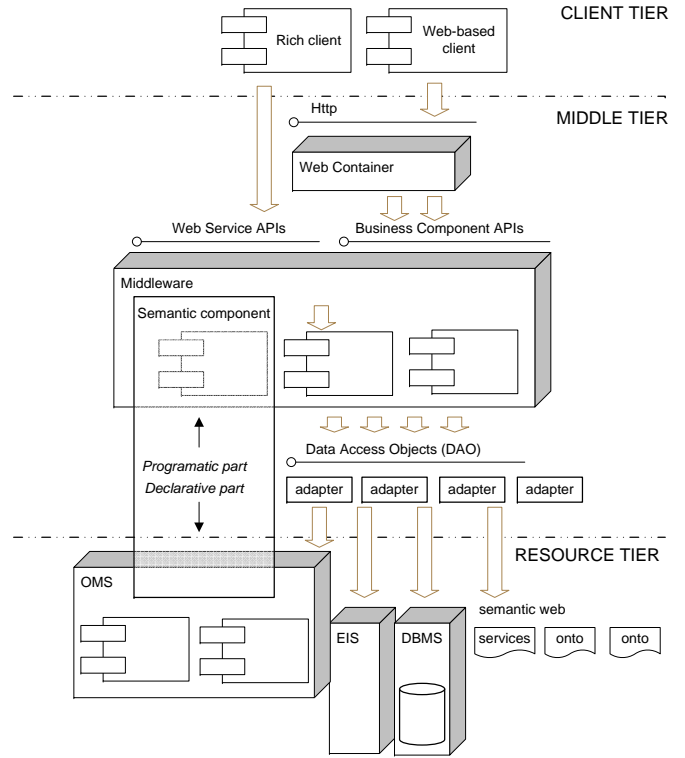 CLIENT TIER
Rich client
Web-based
client
Http
MIDDLE TIER
Web Container
Web Service APIs
Business Component APIs
Middleware
Semantic component
Data Access Objects (DAO)
Programatic part
Declarative part
adapter
adapter
adapter
adapter
RESOURCE TIER
OMS
semantic web
EIS
DBMS
services
onto
onto